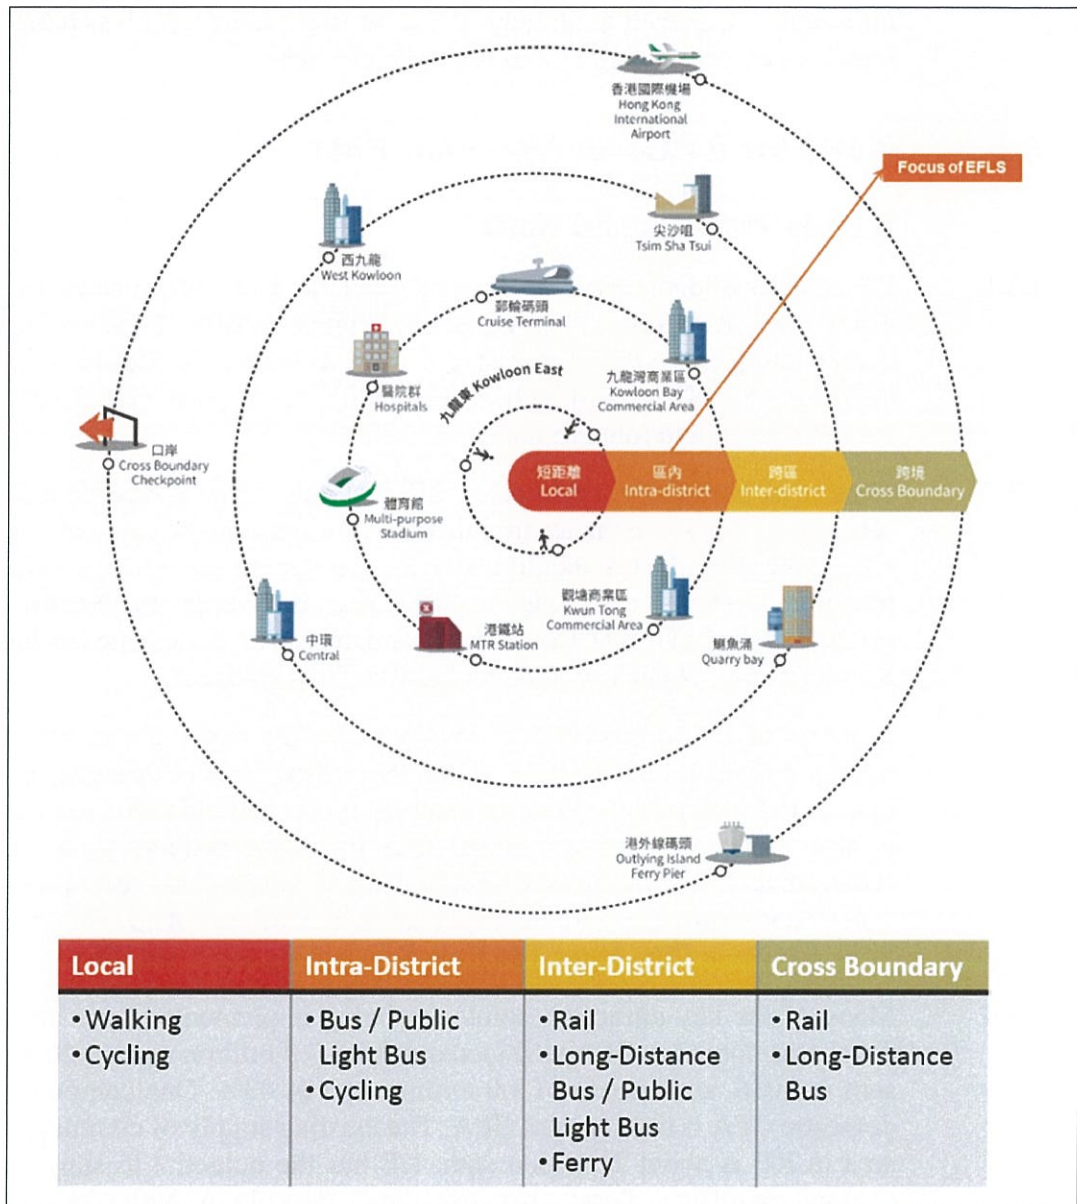 香港國際機場
Hong Kong
International
Airport
Focus of EFLS
尖沙咀
Tsim Sha Tsui
西九龍
West Kowloon
郵輪碼頭
Cruise Terminal
九龍灣商業區
Kowloon Bay
Commercial Area
醫院群
Hospitals
九龍東 Kowloon East
口岸
Cross Boundary
Checkpoint
短距離
Local
區內
Intra-district
跨區
Inter-district
跨境
Cross Boundary
體育館
Multi-purpose
Stadium
觀塘商業區
Kwun Tong
Commercial Area
中環
Central
港鐵站
MTR Station
鰂魚涌
Quarry bay
港外線碼頭
Outlying Island
Ferry Pier
Local
Intra-District
Inter-District
Cross Boundary
•Walking
•Cycling
•Bus / Public
Light Bus
•Cycling
•Rail
•Long-Distance
Bus / Public
Light Bus
•Ferry
•Rail
•Long-Distance
Bus